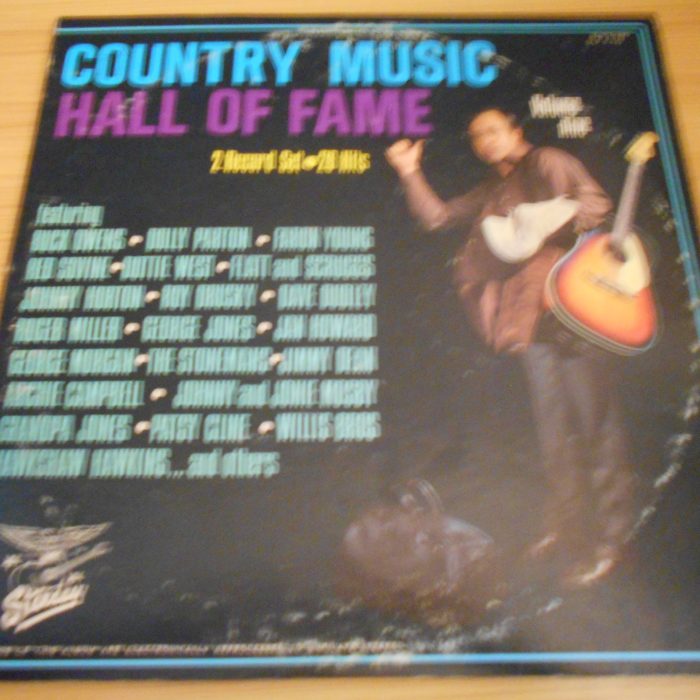 COUNTRY MUSIC
HALL OF FAME
Volume
2 Record Set • 28 Hits
featuring
BUCK OWENS • DOLLY PARTON • FARON YOUNG
RED SOVINE • DOTTIE WEST • FLATT and SCRUGGS
JOHNNY HORTON • ROY DRUSKY • DAVE DUDLEY
ROGER MILLER • GEORGE JONES • JAN HOWARD
GEORGE MORGAN • THE STONEMANS • JIMMY DEAN
ARCHIE CAMPBELL • JOHNNY and JONIE MOSBY
GRANDPA JONES • PATSY CLINE • WILLIS BROS
HAWKSHAW HAWKINS... and others
Starday